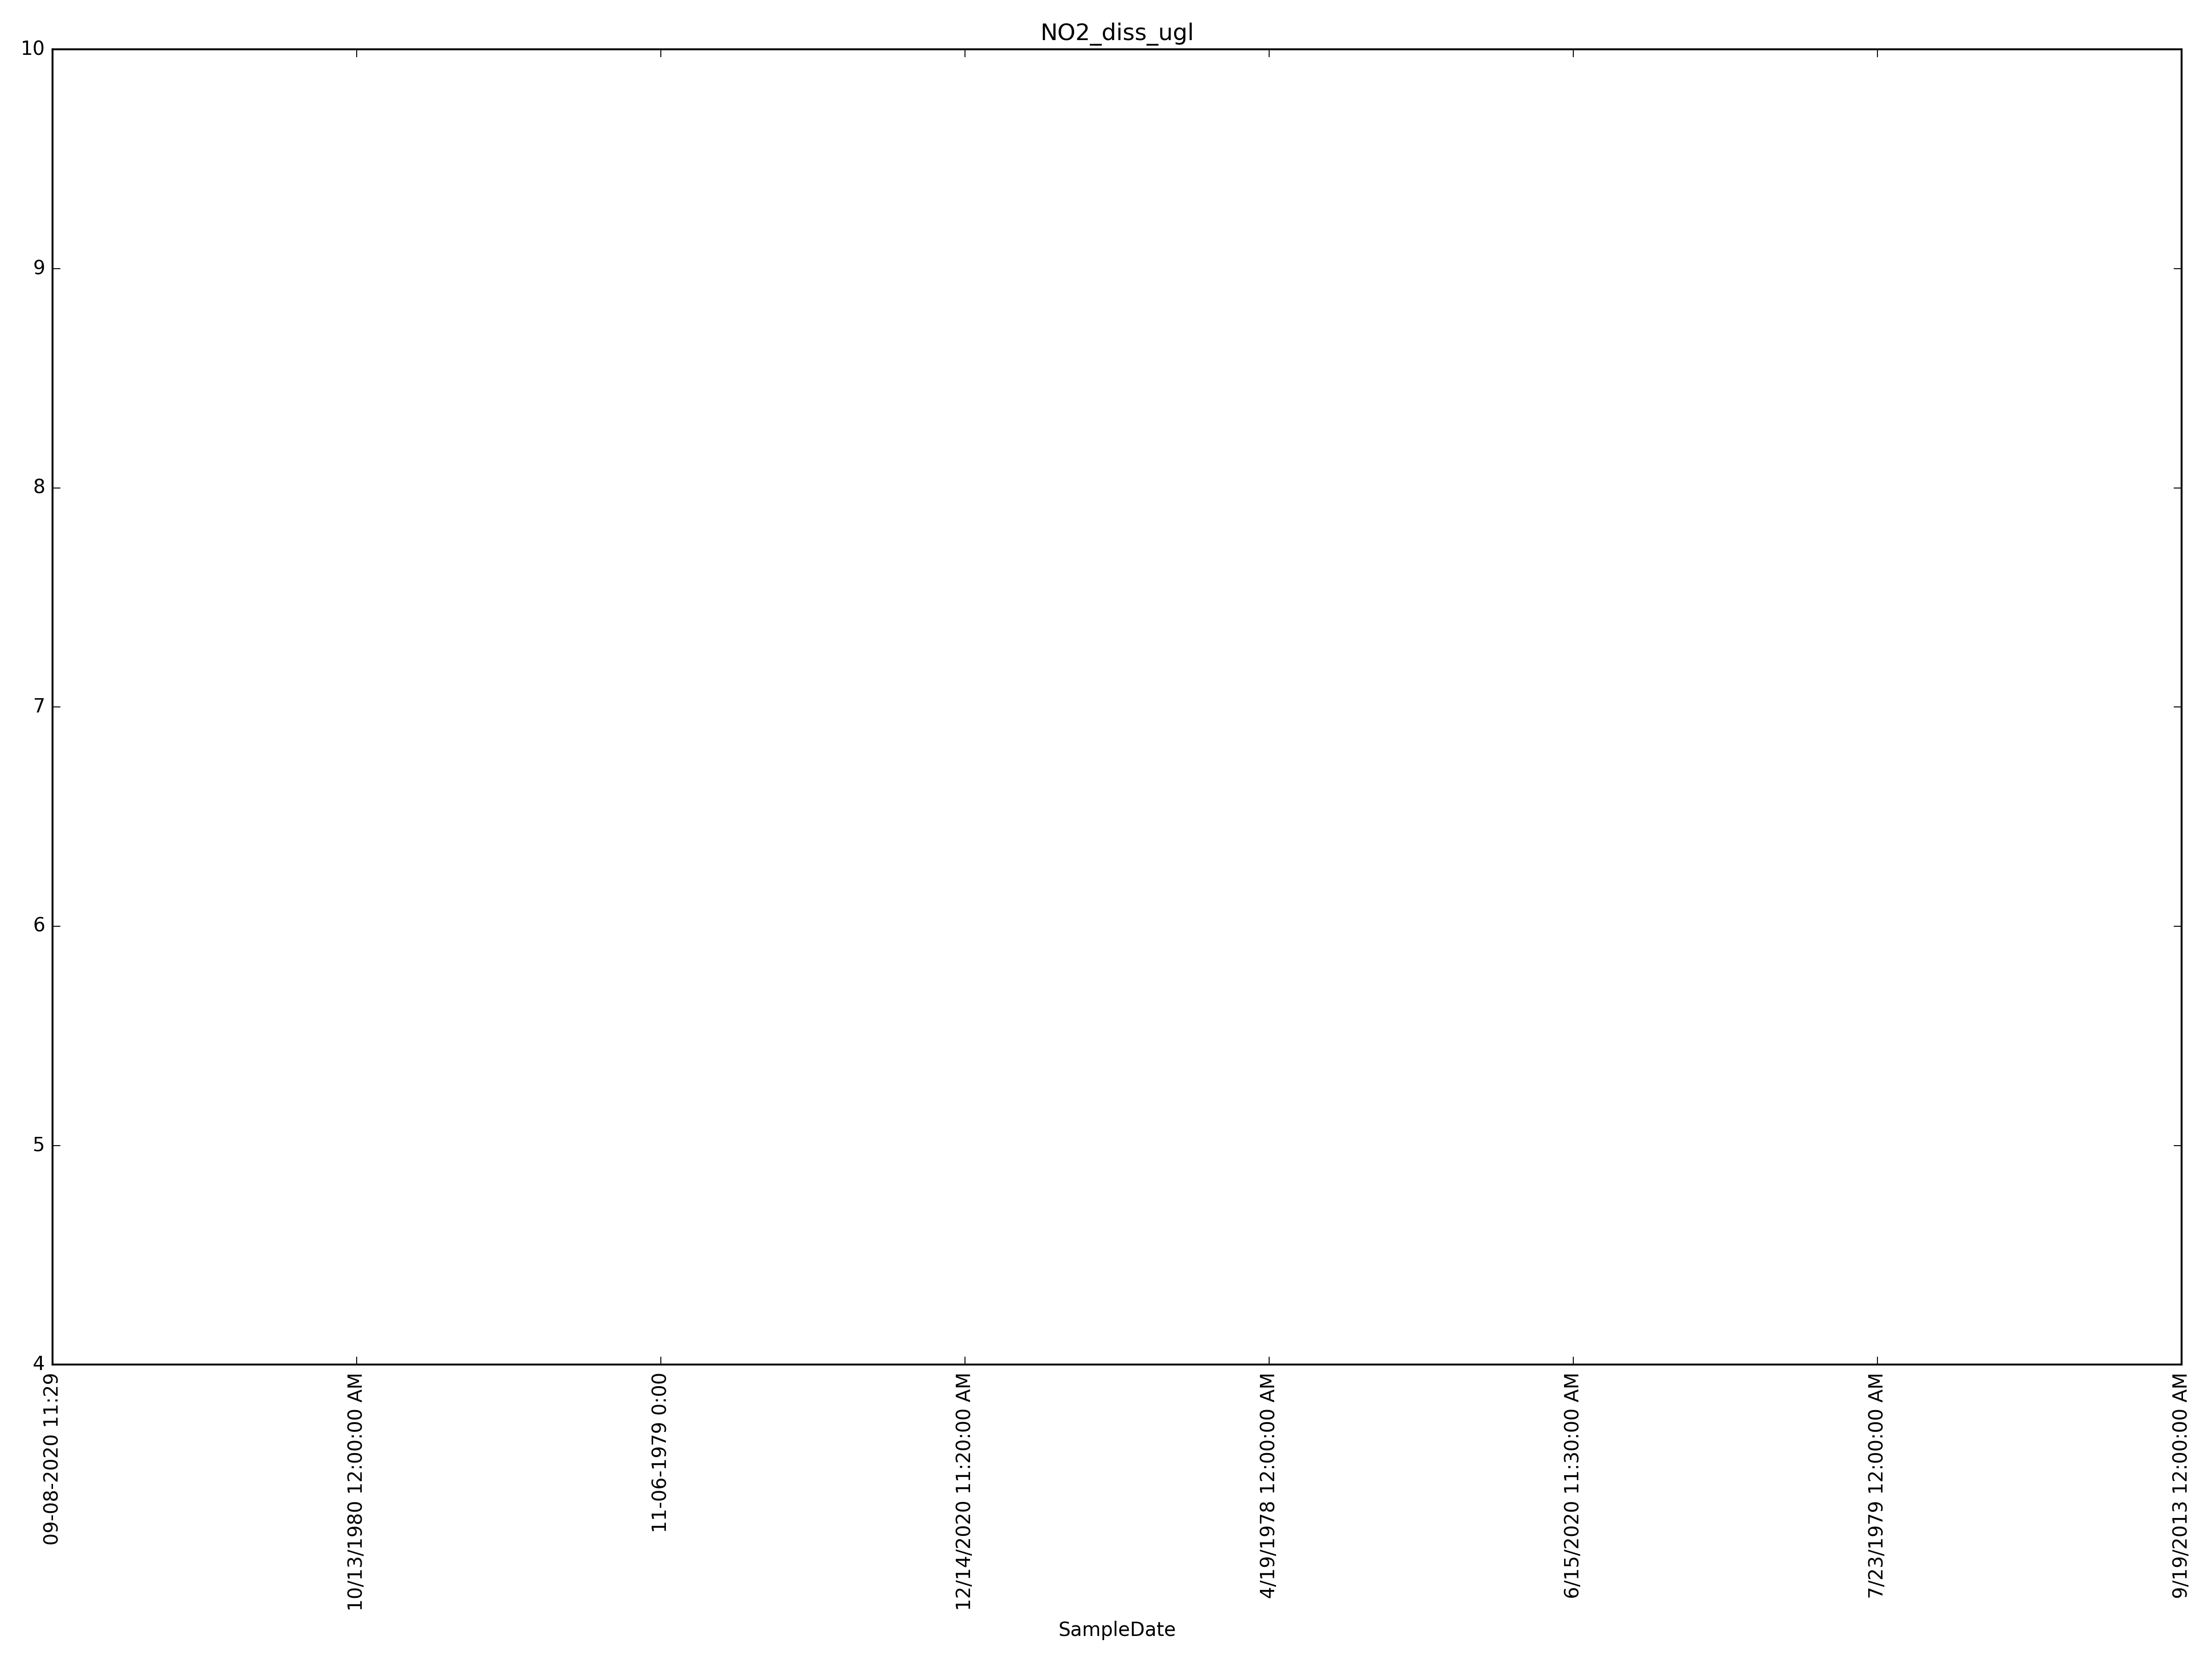 NO2_diss_ugl
10
9
8
7
6
5
4
09-08-2020 11:29
10/13/1980 12:00:00 AM
11-06-1979 0:00
12/14/2020 11:20:00 AM
4/19/1978 12:00:00 AM
6/15/2020 11:30:00 AM
7/23/1979 12:00:00 AM
9/19/2013 12:00:00 AM
SampleDate